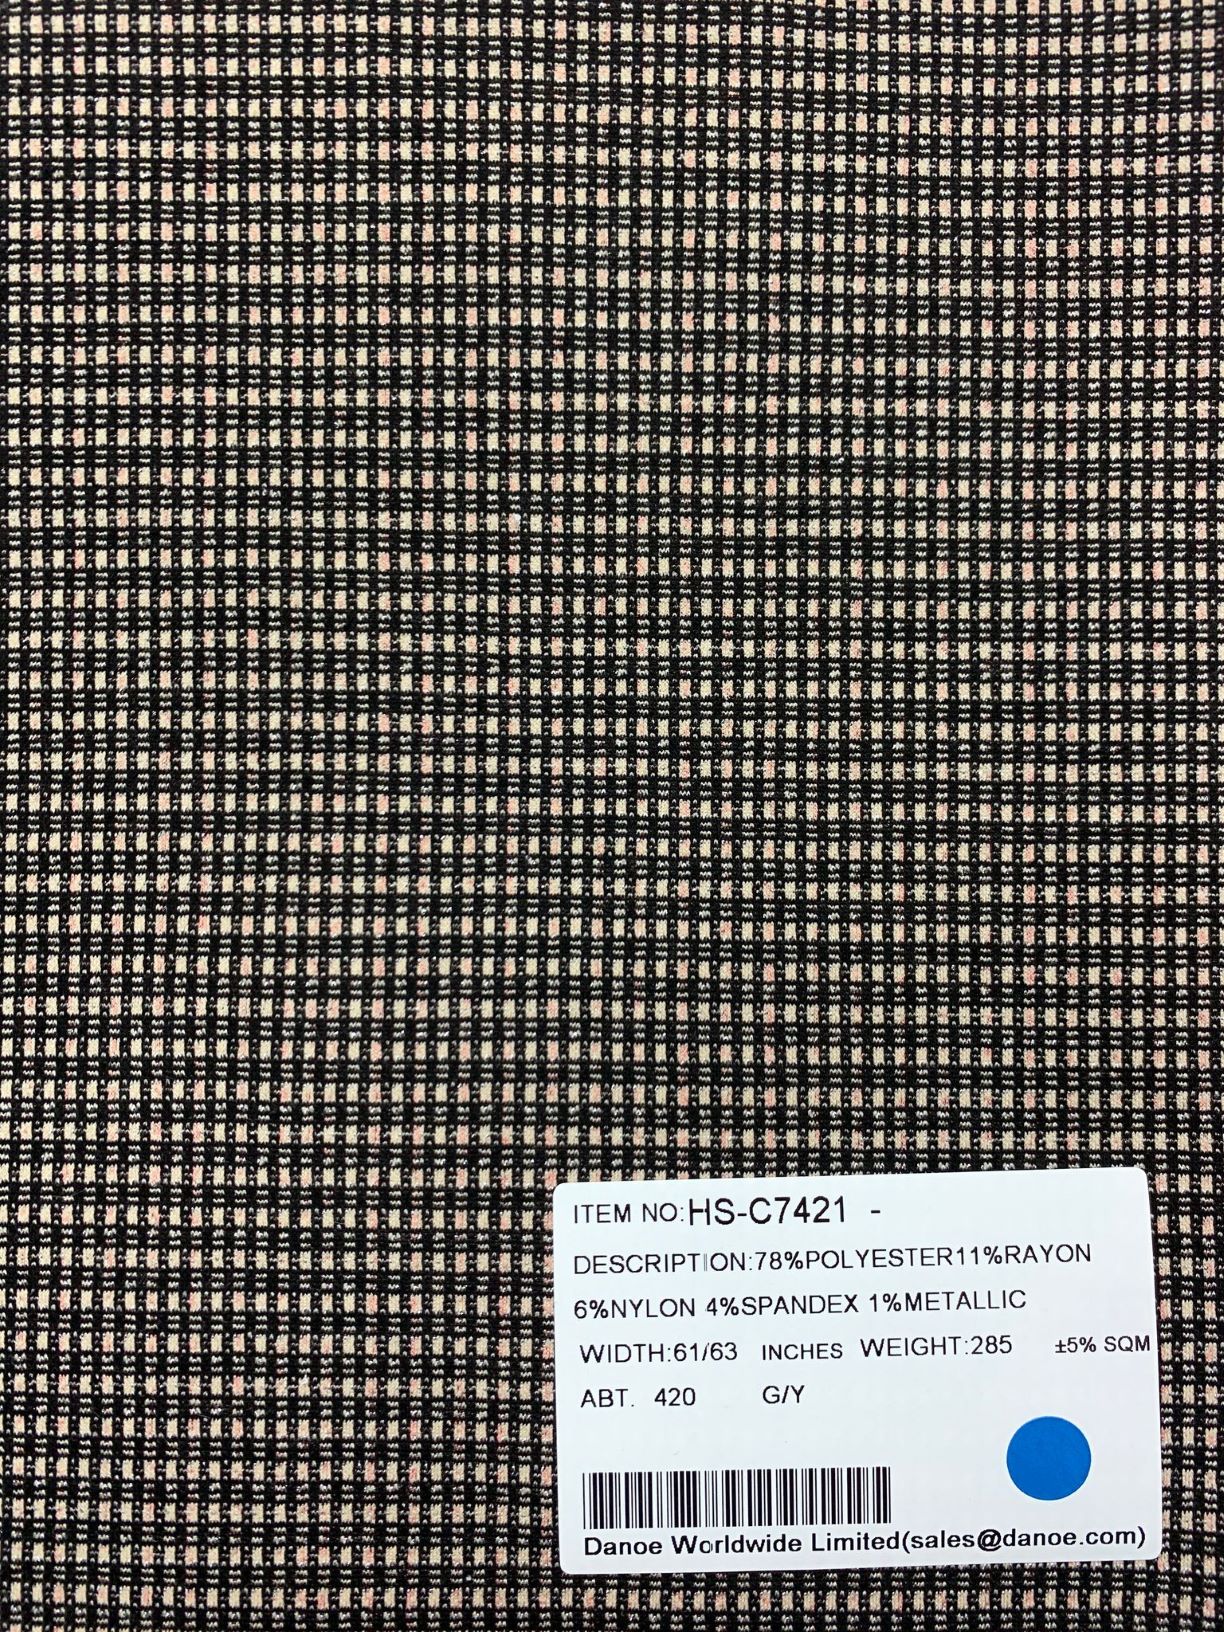 ITEM NO:HS-C7421 -
DESCRIPTION:78%POLYESTER11%RAYON
6%NYLON 4%SPANDEX 1%METALLIC
WIDTH:61/63 INCHES WEIGHT:285 ±5% SQM
ABT. 420 G/Y
Danoe Worldwide Limited(sales@danoe.com)